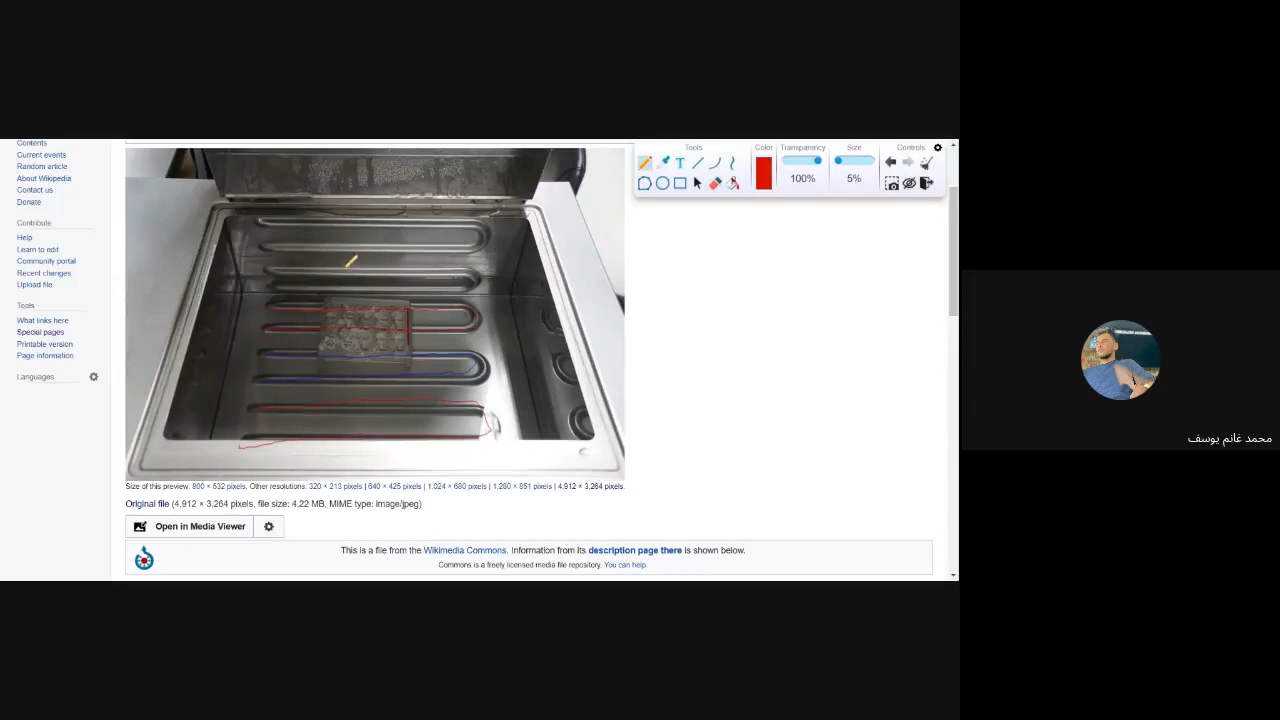 Contents
Current events
Random article
About Wikipedia
Contact us
Donate
Contribute
Help
Learn to edit
Community portal
Recent changes
Upload file
Tools
What links here
Special pages
Printable version
Page information
Languages
Tools
Color
Transparency
Size
Controls
T
100%
5%
Size of this preview: 800 × 532 pixels. Other resolutions: 320 × 213 pixels | 640 × 425 pixels | 1,024 × 680 pixels | 1,280 × 851 pixels | 4,912 × 3,264 pixels.
Original file (4,912 × 3,264 pixels, file size: 4.22 MB, MIME type: image/jpeg)
Open in Media Viewer
This is a file from the Wikimedia Commons. Information from its description page there is shown below.
Commons is a freely licensed media file repository. You can help.
محمد غانم يوسف